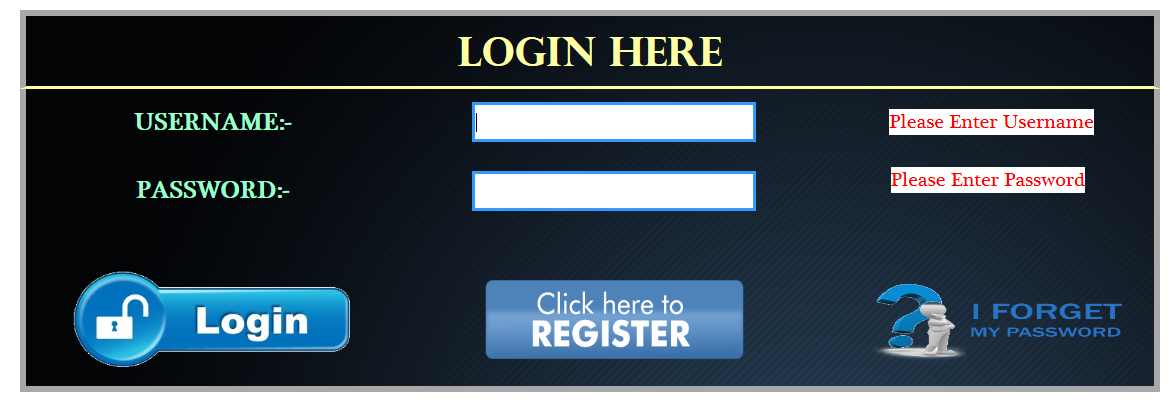 LOGIN HERE
USERNAME:-
Please Enter Username
PASSWORD:-
Please Enter Password
Login
Click here to
REGISTER
I FORGET
MY PASSWORD